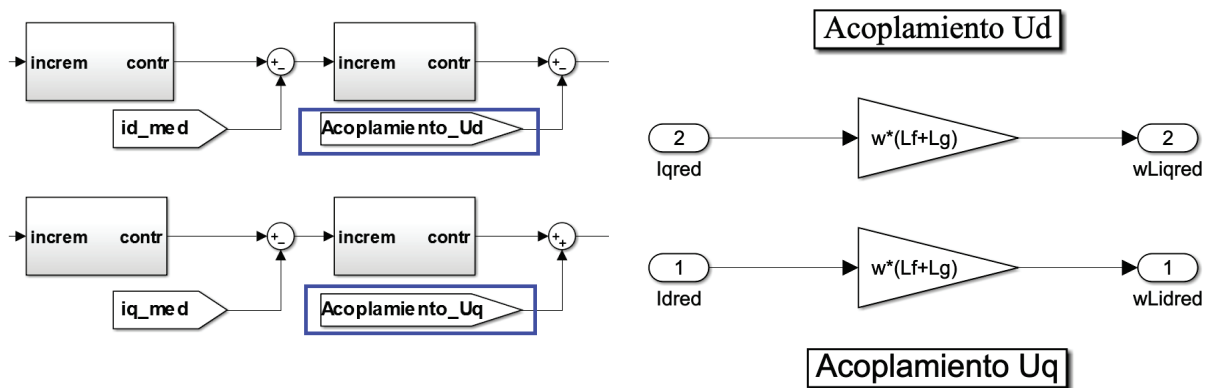 increm contr
+
-
increm contr
+
-
id_med
Acoplamiento_Ud
increm contr
+
-
increm contr
+
+
iq_med
Acoplamiento_Uq
Acoplamiento Ud
2
Iqred
w*(Lf+Lg)
2
wLiqred
1
Idred
w*(Lf+Lg)
1
wLidred
Acoplamiento Uq